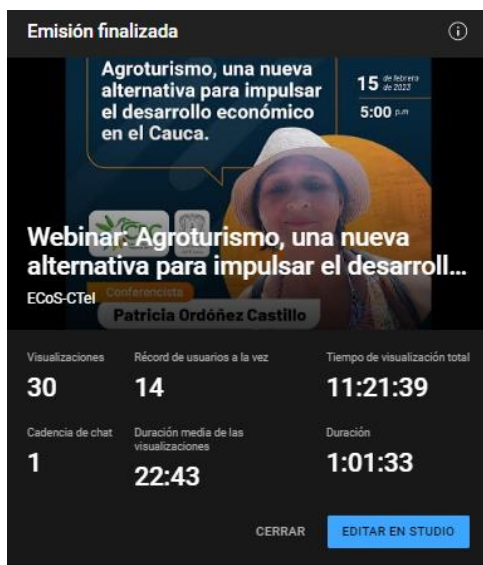 Emisión finalizada
Agroturismo, una nueva
alternativa para impulsar
el desarrollo económico
en el Cauca.
15 de febrero
de 2023
5:00 p.m
Webinar: Agroturismo, una nueva
alternativa para impulsar el desarroll...
ECoS-CTeI
Conferencista
Patricia Ordóñez Castillo
Visualizaciones
30
Récord de usuarios a la vez
14
Tiempo de visualización total
11:21:39
Cadencia de chat
1
Duración media de las
visualizaciones
22:43
Duración
1:01:33
CERRAR
EDITAR EN STUDIO